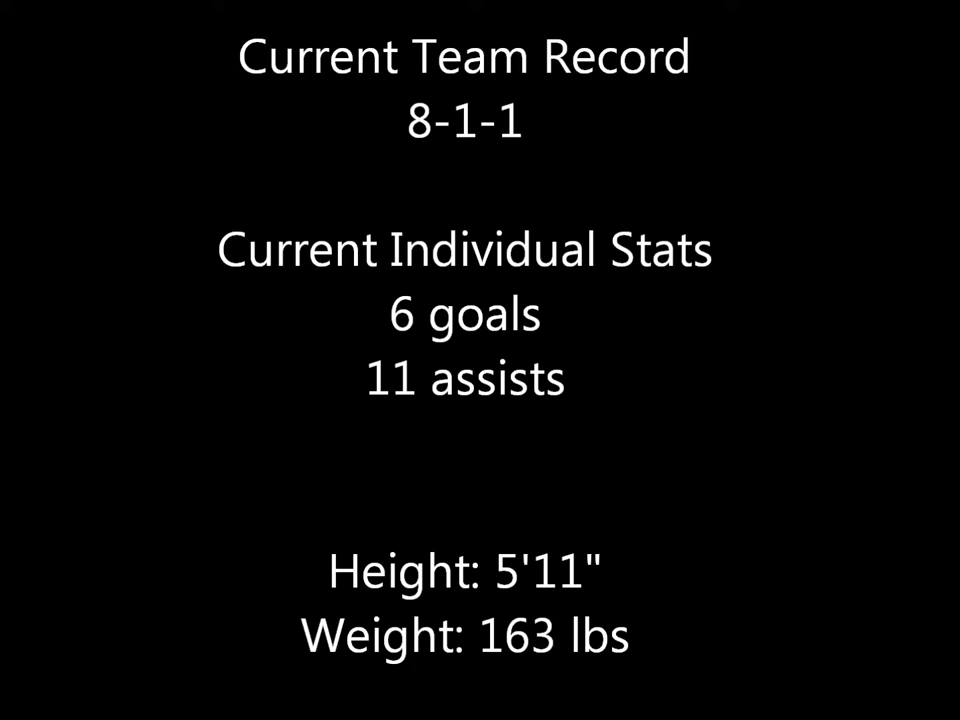 Current Team Record
8-1-1
Current Individual Stats
6 goals
11 assists
Height: 5'11"
Weight: 163 lbs